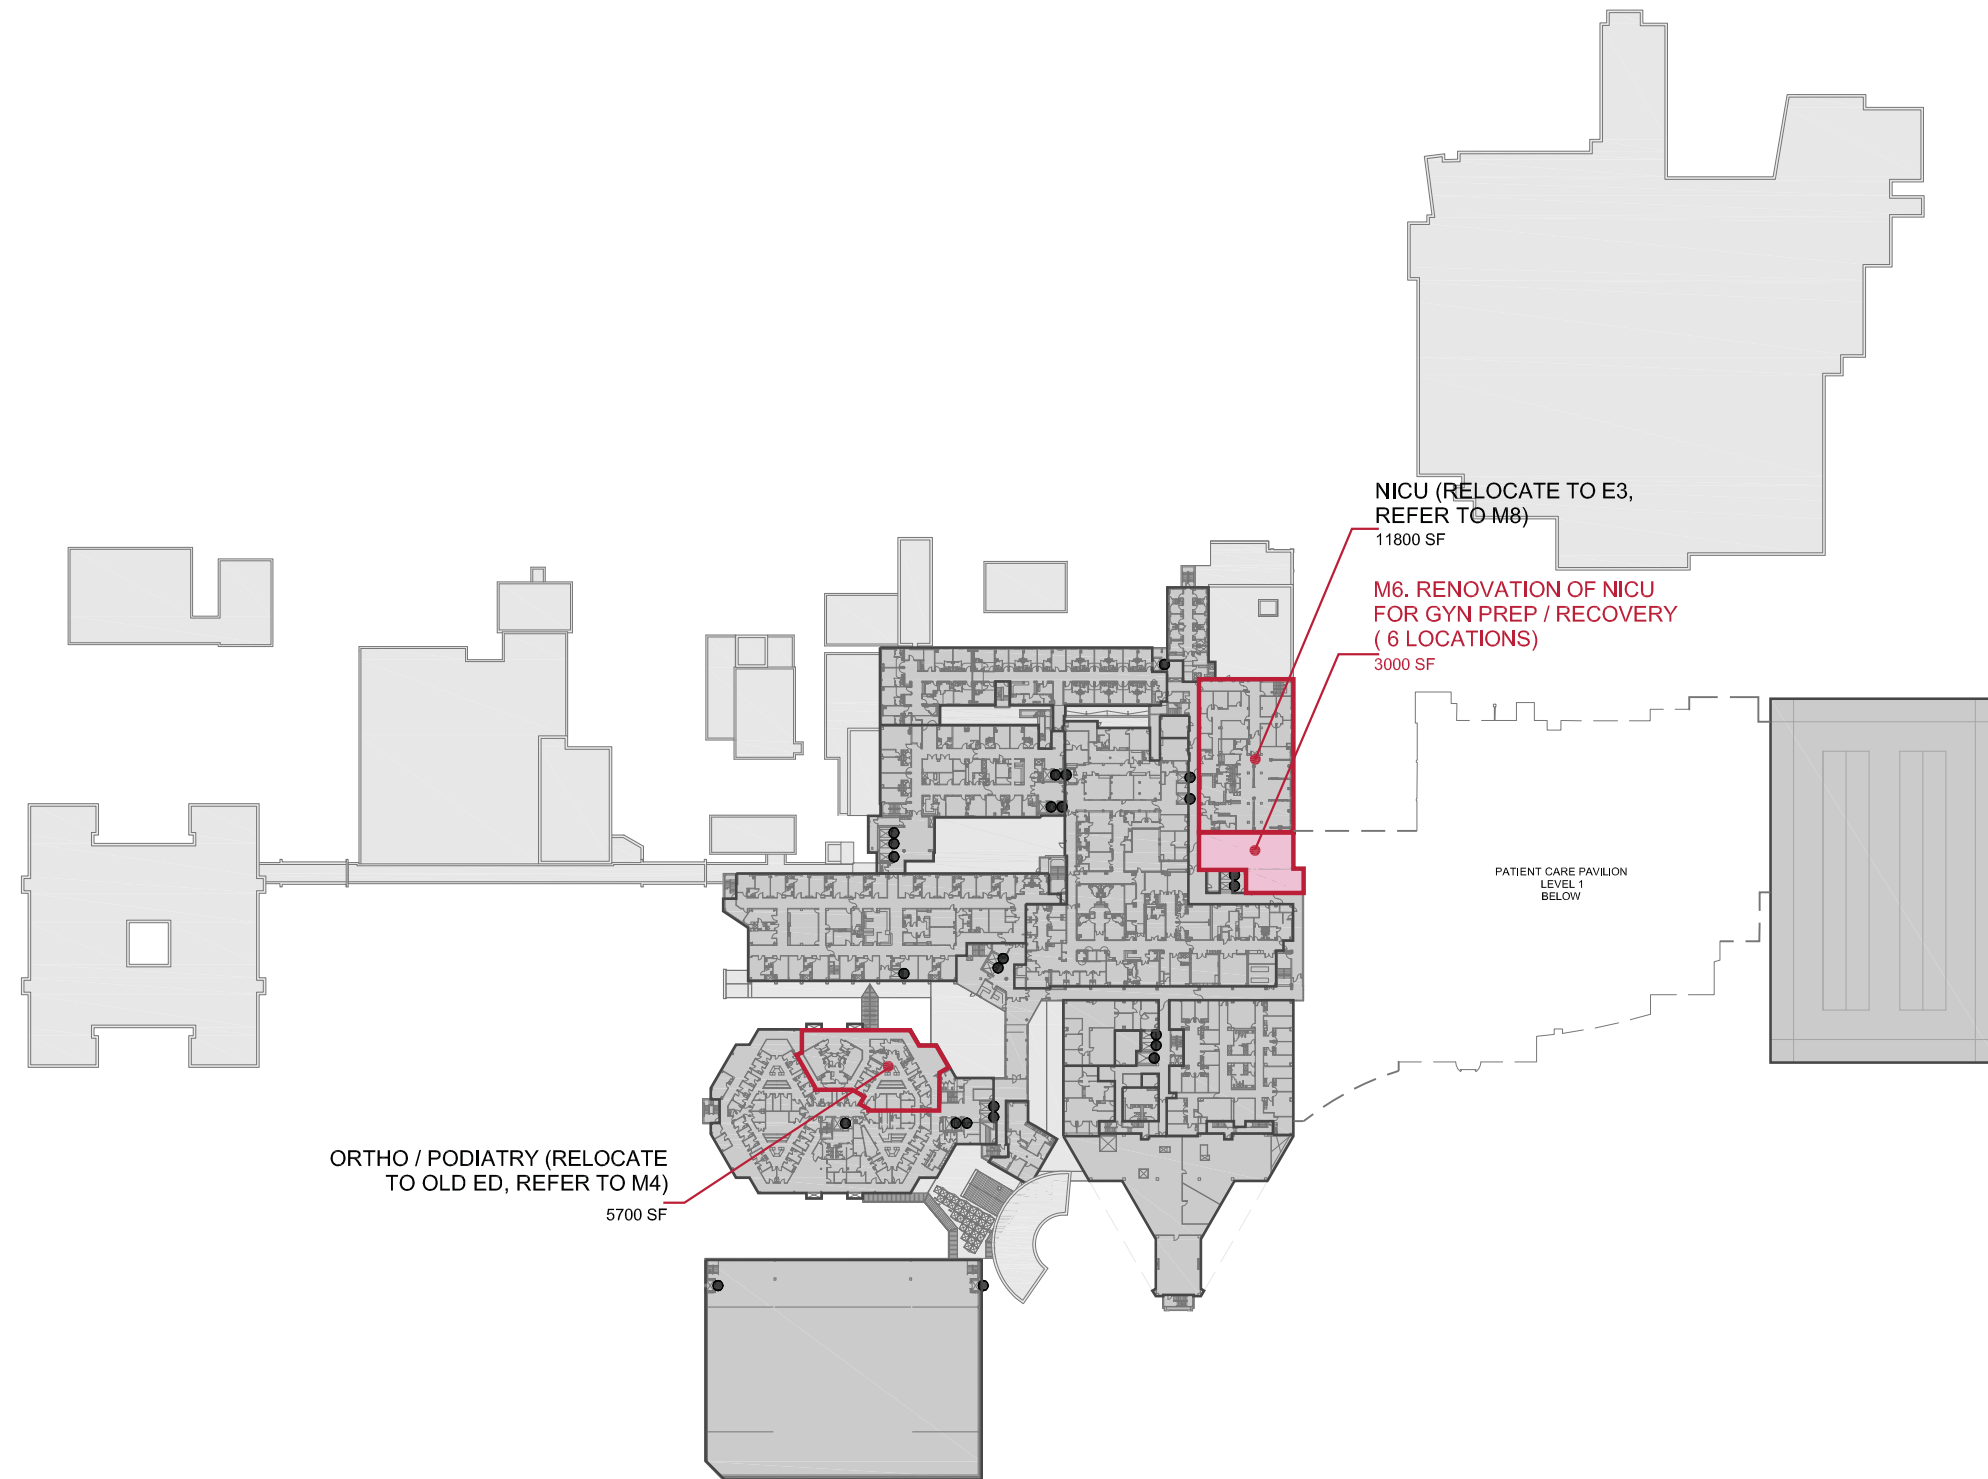 NICU (RELOCATE TO E3,
REFER TO M8)
11800 SF
M6. RENOVATION OF NICU
FOR GYN PREP / RECOVERY
( 6 LOCATIONS)
3000 SF
PATIENT CARE PAVILION
LEVEL 1
BELOW
ORTHO / PODIATRY (RELOCATE
TO OLD ED, REFER TO M4)
5700 SF